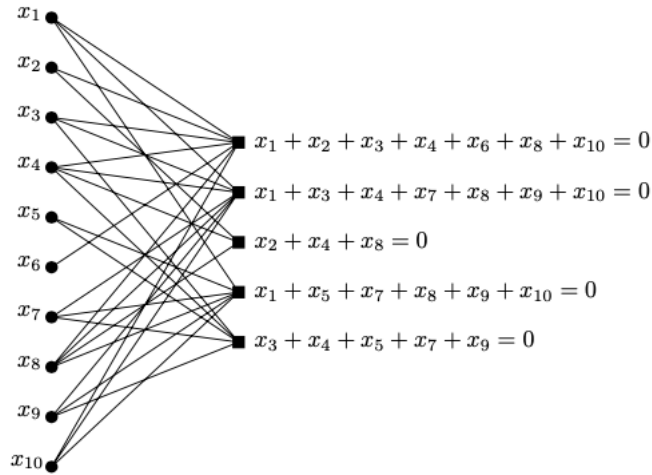 x₁
x₂
x₃
x₄
x₅
x₆
x₇
x₈
x₉
x₁₀
x₁ + x₂ + x₃ + x₄ + x₆ + x₈ + x₁₀ = 0
x₁ + x₃ + x₄ + x₇ + x₈ + x₉ + x₁₀ = 0
x₂ + x₄ + x₈ = 0
x₁ + x₅ + x₇ + x₈ + x₉ + x₁₀ = 0
x₃ + x₄ + x₅ + x₇ + x₉ = 0